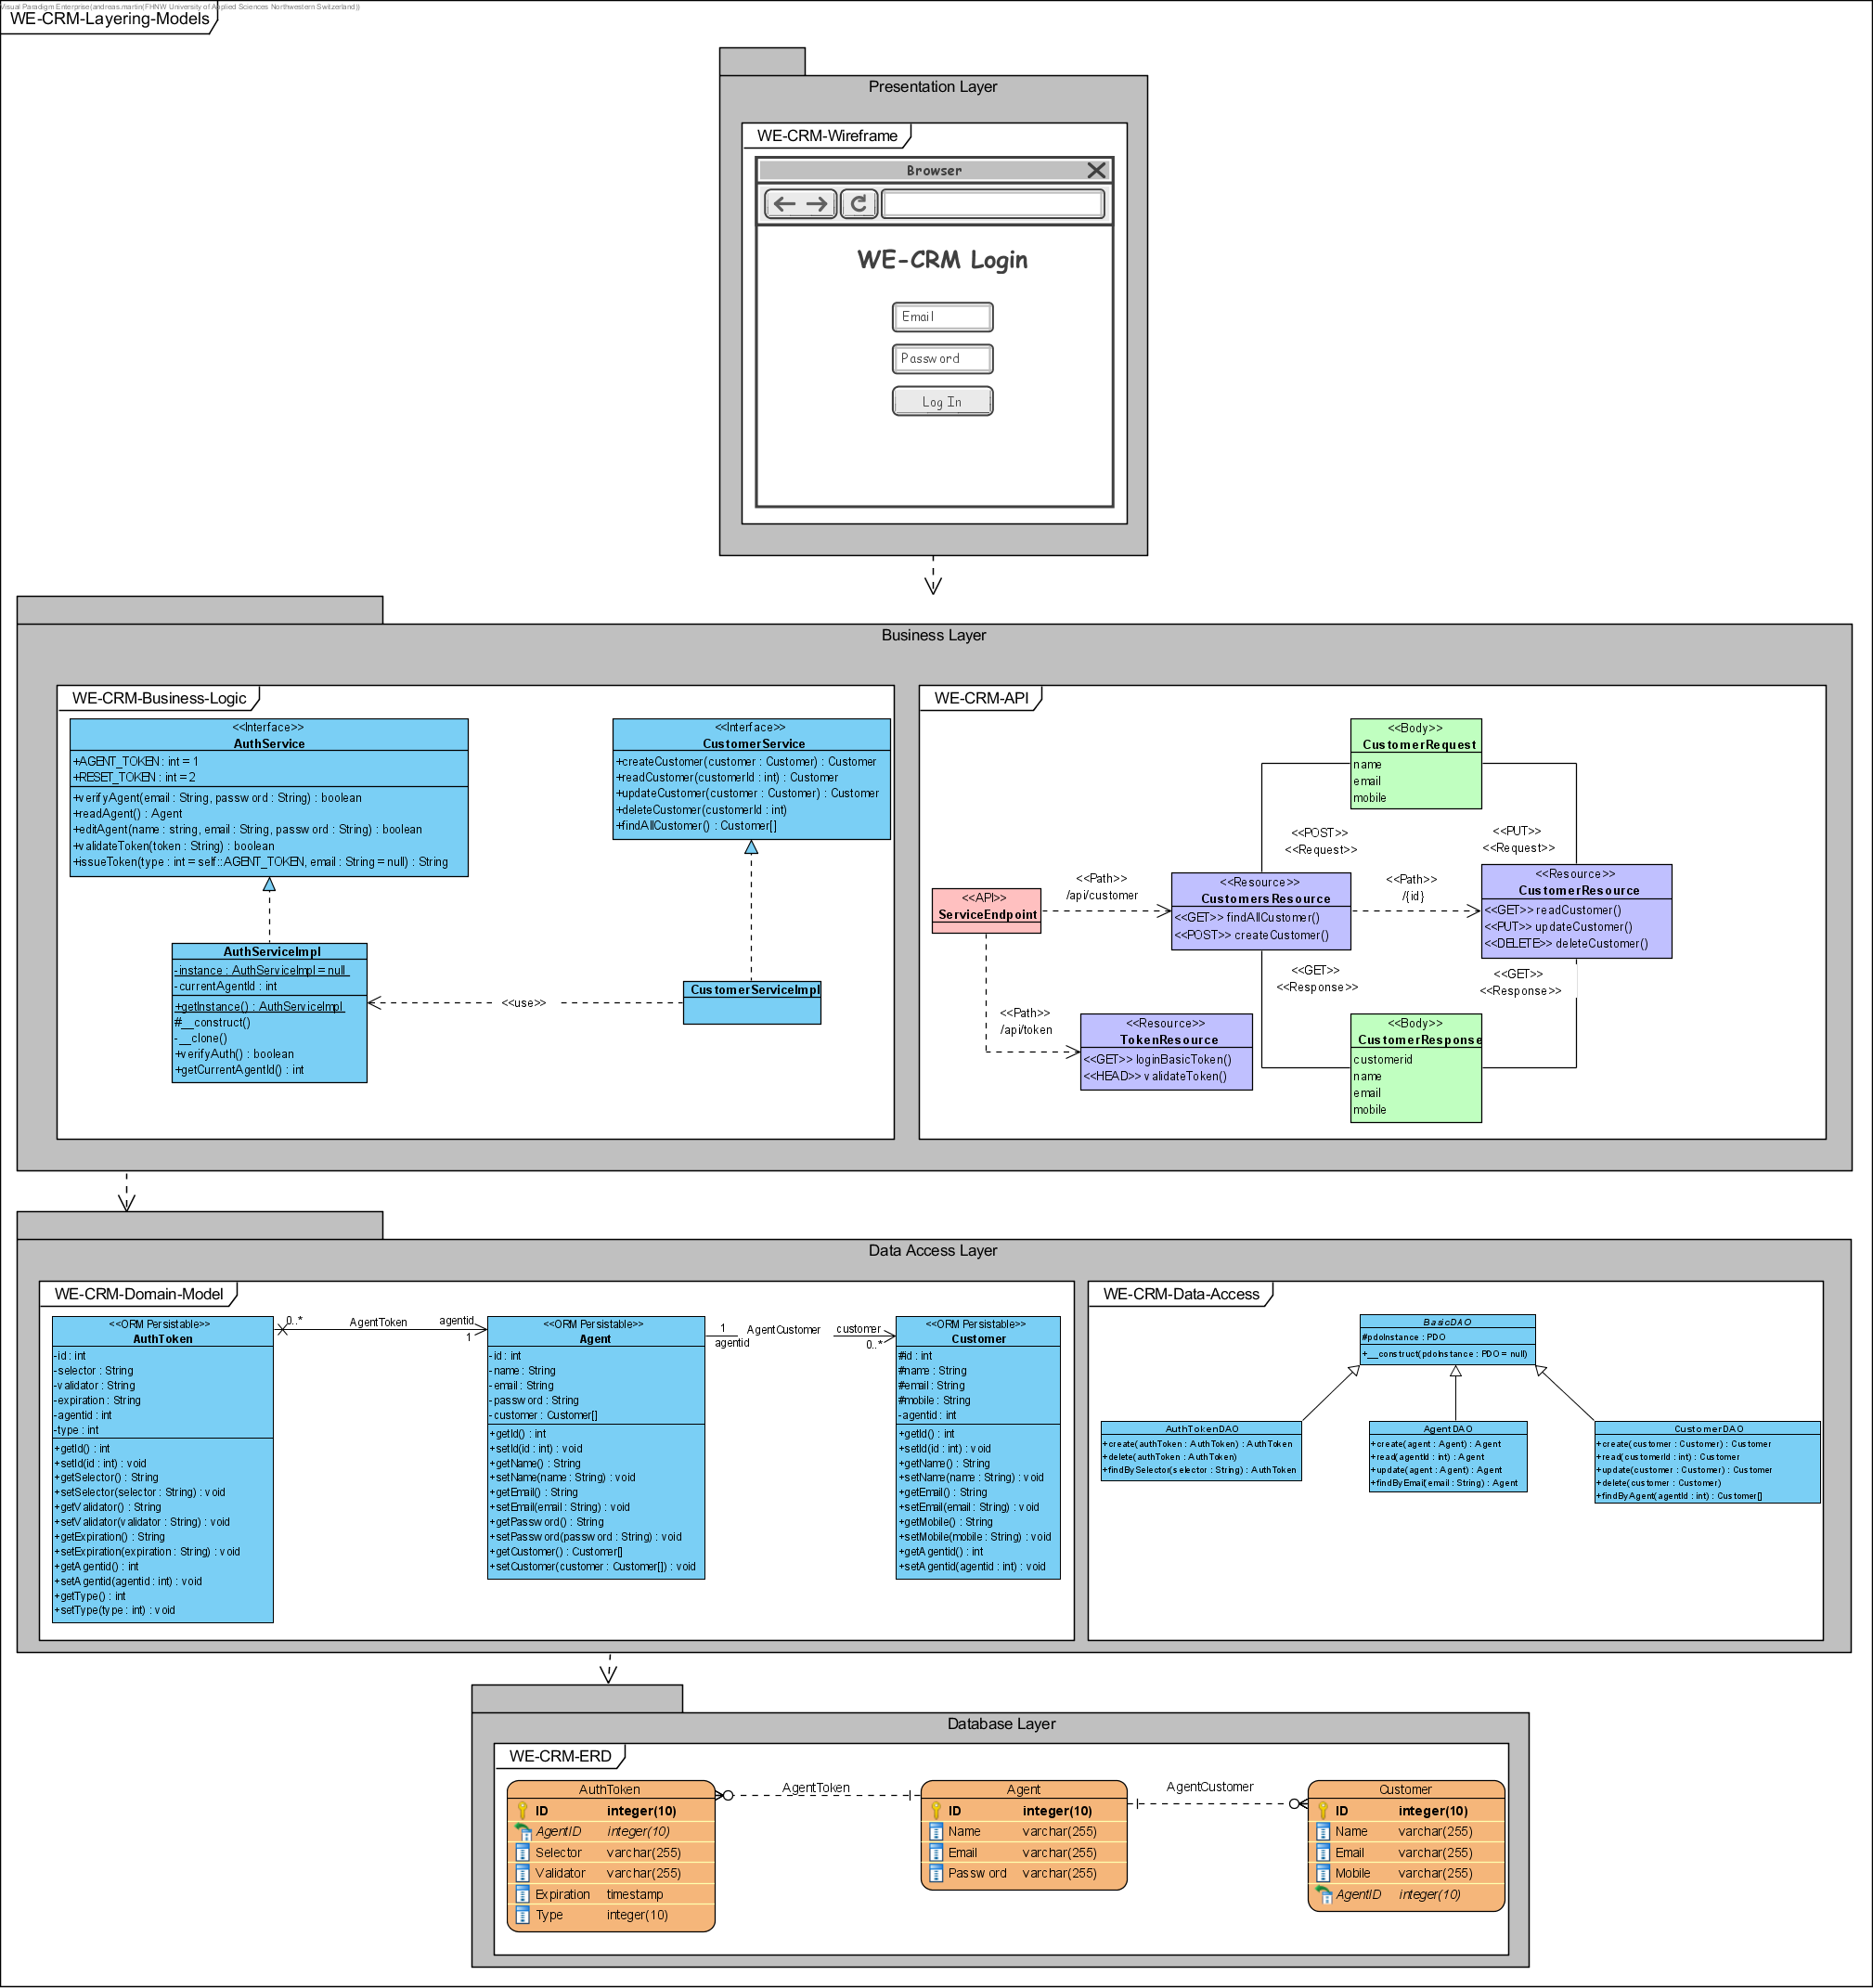 Visual Paradigm Enterprise(andreas.martin(FHNW University of Applied Sciences Northwestern Switzerland))
WE-CRM-Layering-Models
Presentation Layer
WE-CRM-Wireframe
Browser
WE-CRM Login
Email
Password
Log In
Business Layer
WE-CRM-Business-Logic
<<Interface>>
AuthService
+AGENT_TOKEN : int = 1
+RESET_TOKEN : int = 2
+verifyAgent(email : String, password : String) : boolean
+readAgent() : Agent
+editAgent(name : string, email : String, password : String) : boolean
+validateToken(token : String) : boolean
+issueToken(type : int = self::AGENT_TOKEN, email : String = null) : String
<<Interface>>
CustomerService
+createCustomer(customer : Customer) : Customer
+readCustomer(customerId : int) : Customer
+updateCustomer(customer : Customer) : Customer
+deleteCustomer(customerId : int)
+findAllCustomer() : Customer[]
AuthServiceImpl
-instance : AuthServiceImpl = null
-currentAgentId : int
+getInstance() : AuthServiceImpl
#__construct()
-__clone()
+verifyAuth() : boolean
+getCurrentAgentId() : int
<<use>>
CustomerServiceImpl
WE-CRM-API
<<Body>>
CustomerRequest
name
email
mobile
<<POST>>
<<Request>>
<<PUT>>
<<Request>>
<<API>>
ServiceEndpoint
<<Path>>
/api/customer
<<Resource>>
CustomersResource
<<GET>> findAllCustomer()
<<POST>> createCustomer()
<<Path>>
/{id}
<<Resource>>
CustomerResource
<<GET>> readCustomer()
<<PUT>> updateCustomer()
<<DELETE>> deleteCustomer()
<<GET>>
<<Response>>
<<GET>>
<<Response>>
<<Path>>
/api/token
<<Resource>>
TokenResource
<<GET>> loginBasicToken()
<<HEAD>> validateToken()
<<Body>>
CustomerResponse
customerid
name
email
mobile
Data Access Layer
WE-CRM-Domain-Model
<<ORM Persistable>>
AuthToken
-id : int
-selector : String
-validator : String
-expiration : String
-agentid : int
-type : int
+getId() : int
+setId(id : int) : void
+getSelector() : String
+setSelector(selector : String) : void
+getValidator() : String
+setValidator(validator : String) : void
+getExpiration() : String
+setExpiration(expiration : String) : void
+getAgentid() : int
+setAgentid(agentid : int) : void
+getType() : int
+setType(type : int) : void
0..*
AgentToken
agentid
1
<<ORM Persistable>>
Agent
-id : int
-name : String
-email : String
-password : String
-customer : Customer[]
+getId() : int
+setId(id : int) : void
+getName() : String
+setName(name : String) : void
+getEmail() : String
+setEmail(email : String) : void
+getPassword() : String
+setPassword(password : String) : void
+getCustomer() : Customer[]
+setCustomer(customer : Customer[]) : void
1
agentid
AgentCustomer
customer
0..*
<<ORM Persistable>>
Customer
#id : int
#name : String
#email : String
#mobile : String
-agentid : int
+getId() : int
+setId(id : int) : void
+getName() : String
+setName(name : String) : void
+getEmail() : String
+setEmail(email : String) : void
+getMobile() : String
+setMobile(mobile : String) : void
+getAgentid() : int
+setAgentid(agentid : int) : void
WE-CRM-Data-Access
BasicDAO
#pdoInstance : PDO
+__construct(pdoInstance : PDO = null)
AuthTokenDAO
+create(authToken : AuthToken) : AuthToken
+delete(authToken : AuthToken)
+findBySelector(selector : String) : AuthToken
AgentDAO
+create(agent : Agent) : Agent
+read(agentId : int) : Agent
+update(agent : Agent) : Agent
+findByEmail(email : String) : Agent
CustomerDAO
+create(customer : Customer) : Customer
+read(customerId : int) : Customer
+update(customer : Customer) : Customer
+delete(customer : Customer)
+findByAgent(agentId : int) : Customer[]
Database Layer
WE-CRM-ERD
AuthToken
ID integer(10)
AgentID integer(10)
Selector varchar(255)
Validator varchar(255)
Expiration timestamp
Type integer(10)
AgentToken
Agent
ID integer(10)
Name varchar(255)
Email varchar(255)
Password varchar(255)
AgentCustomer
Customer
ID integer(10)
Name varchar(255)
Email varchar(255)
Mobile varchar(255)
AgentID integer(10)